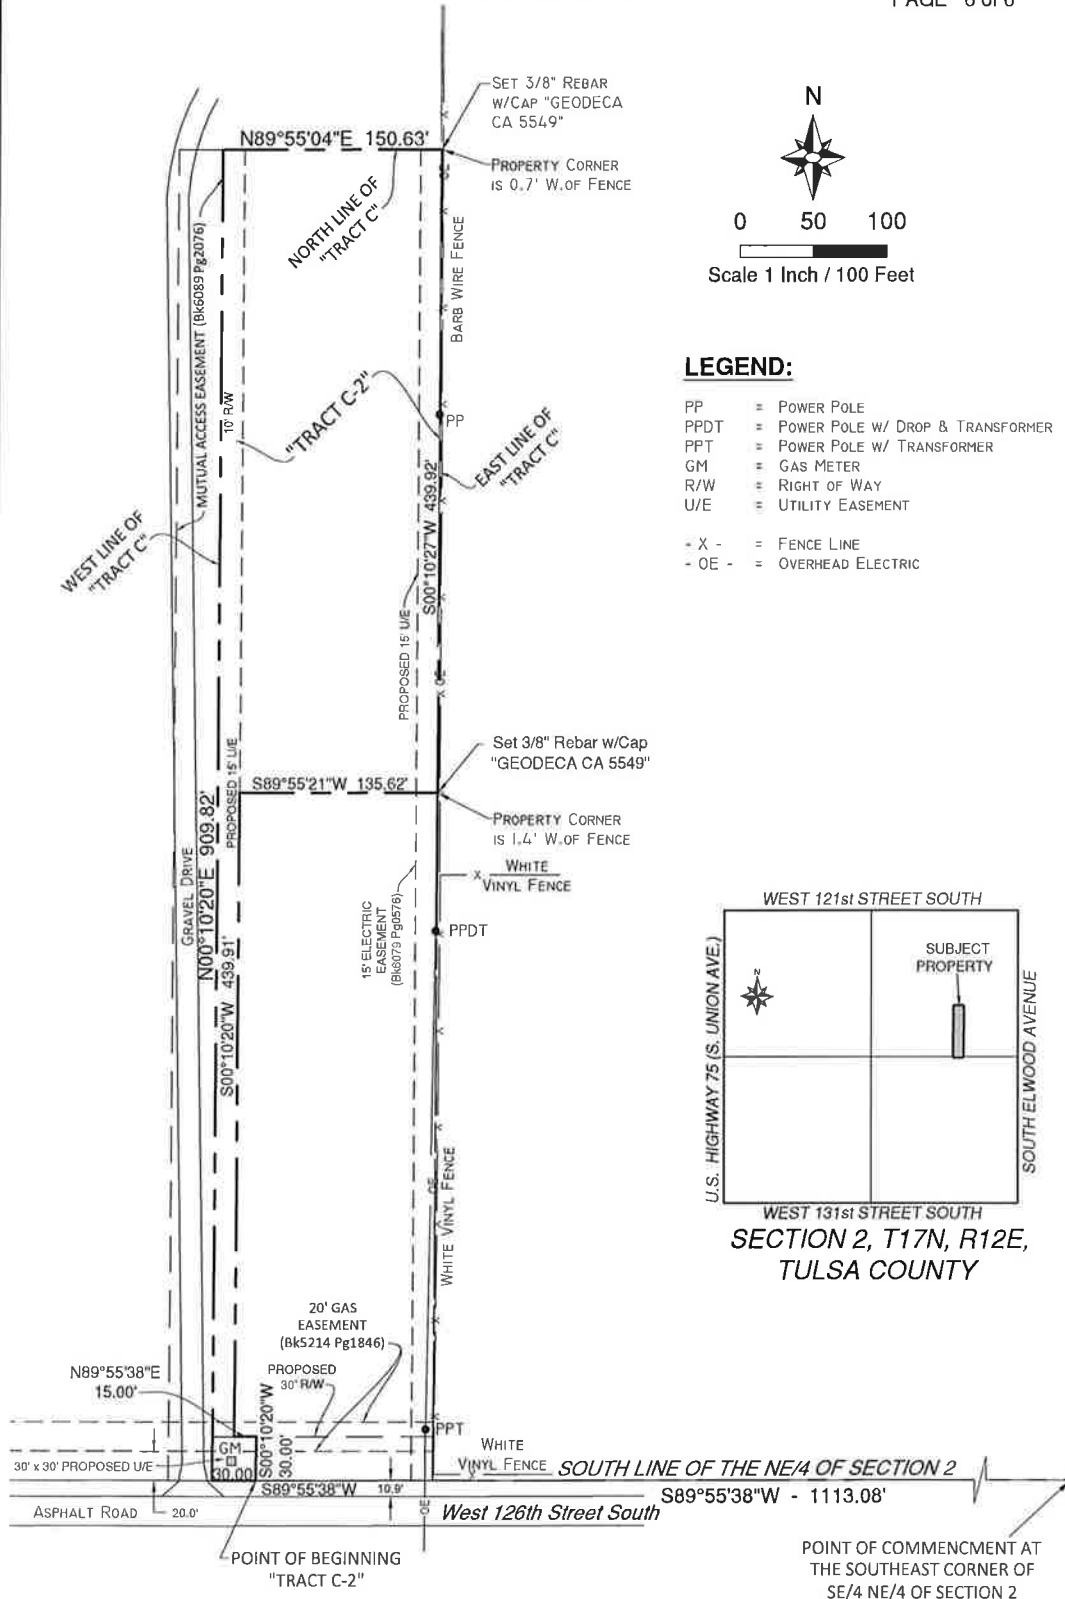 PAGE 6 of 6
SET 3/8" REBAR
W/CAP "GEODECA
CA 5549"
N89°55'04"E 150.63'
PROPERTY CORNER
IS 0.7' W.OF FENCE
OE
NORTH LINE OF
"TRACT C"
MUTUAL ACCESS EASEMENT (Bk6089 Pg2076)
BARB WIRE FENCE
N
0 50 100
Scale 1 Inch / 100 Feet
LEGEND:
PP = POWER POLE
PPDT = POWER POLE W/ DROP & TRANSFORMER
PPT = POWER POLE W/ TRANSFORMER
GM = GAS METER
R/W = RIGHT OF WAY
U/E = UTILITY EASEMENT
- X - = FENCE LINE
- OE - = OVERHEAD ELECTRIC
10' R/W
"TRACT C-2"
PP
EAST LINE OF
"TRACT C"
S00°10'27"W 439.92'
WEST LINE OF
"TRACT C"
PROPOSED 15' U/E
X OE
Set 3/8" Rebar w/Cap
"GEODECA CA 5549"
S89°55'21"W 135.62'
PROPERTY CORNER
IS 1.4' W.OF FENCE
PROPOSED 15' U/E
N00°10'20"E 909.82'
GRAVEL DRIVE
S00°10'20"W 439.91'
X WHITE
VINYL FENCE
15' ELECTRIC
EASEMENT
(Bk6079 Pg0576)
PPDT
WEST 121st STREET SOUTH
SUBJECT
PROPERTY
N
U.S. HIGHWAY 75 (S. UNION AVE.)
SOUTH ELWOOD AVENUE
WEST 131st STREET SOUTH
SECTION 2, T17N, R12E,
TULSA COUNTY
OE
WHITE VINYL FENCE
20' GAS
EASEMENT
(Bk5214 Pg1846)
N89°55'38"E
15.00'
PROPOSED
30' R/W
S00°10'20"W
30.00'
PPT
GM
30' x 30' PROPOSED U/E
30.00'
WHITE
VINYL FENCE
SOUTH LINE OF THE NE/4 OF SECTION 2
S89°55'38"W
10.9'
S89°55'38"W - 1113.08'
ASPHALT ROAD
20.0'
OE
West 126th Street South
POINT OF BEGINNING
"TRACT C-2"
POINT OF COMMENCMENT AT
THE SOUTHEAST CORNER OF
SE/4 NE/4 OF SECTION 2